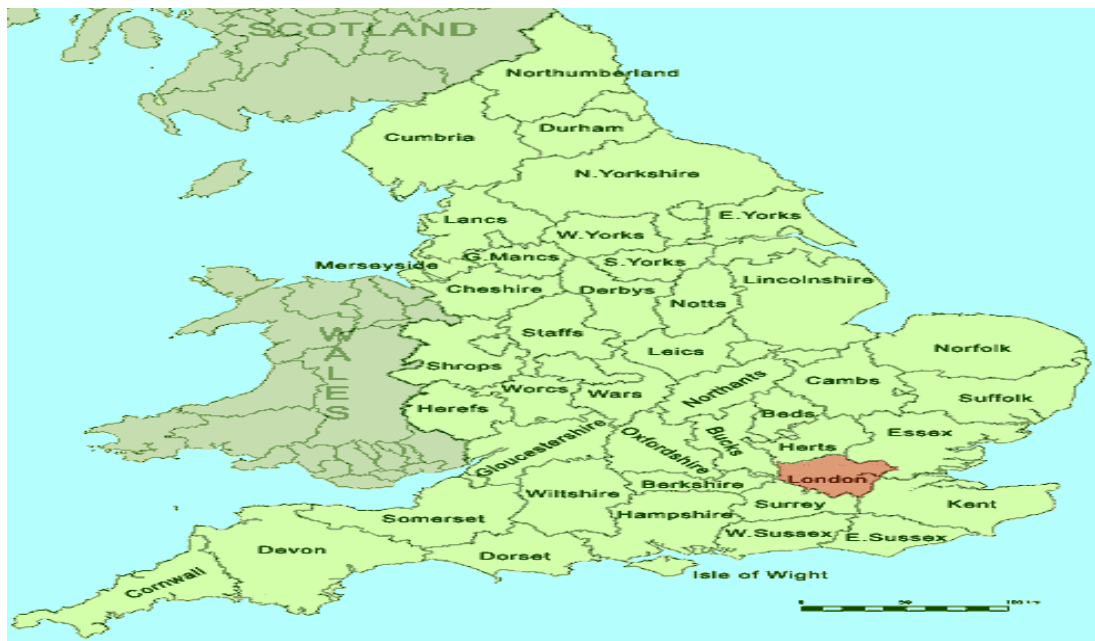 SCOTLAND
Northumberland
Cumbria
Durham
N.Yorkshire
Lancs
E.Yorks
W.Yorks
G.Mancs
S.Yorks
Merseyside
Cheshire
Derbys
Lincolnshire
Notts
WALES
Staffs
Leics
Norfolk
Shrops
Northants
Cambs
Worcs
Wars
Suffolk
Herefs
Beds
Essex
Gloucestershire
Oxfordshire
Bucks
Herts
London
Berkshire
Wiltshire
Hampshire
Surrey
Kent
Somerset
W.Sussex
E.Sussex
Devon
Dorset
Cornwall
Isle of Wight
0
50